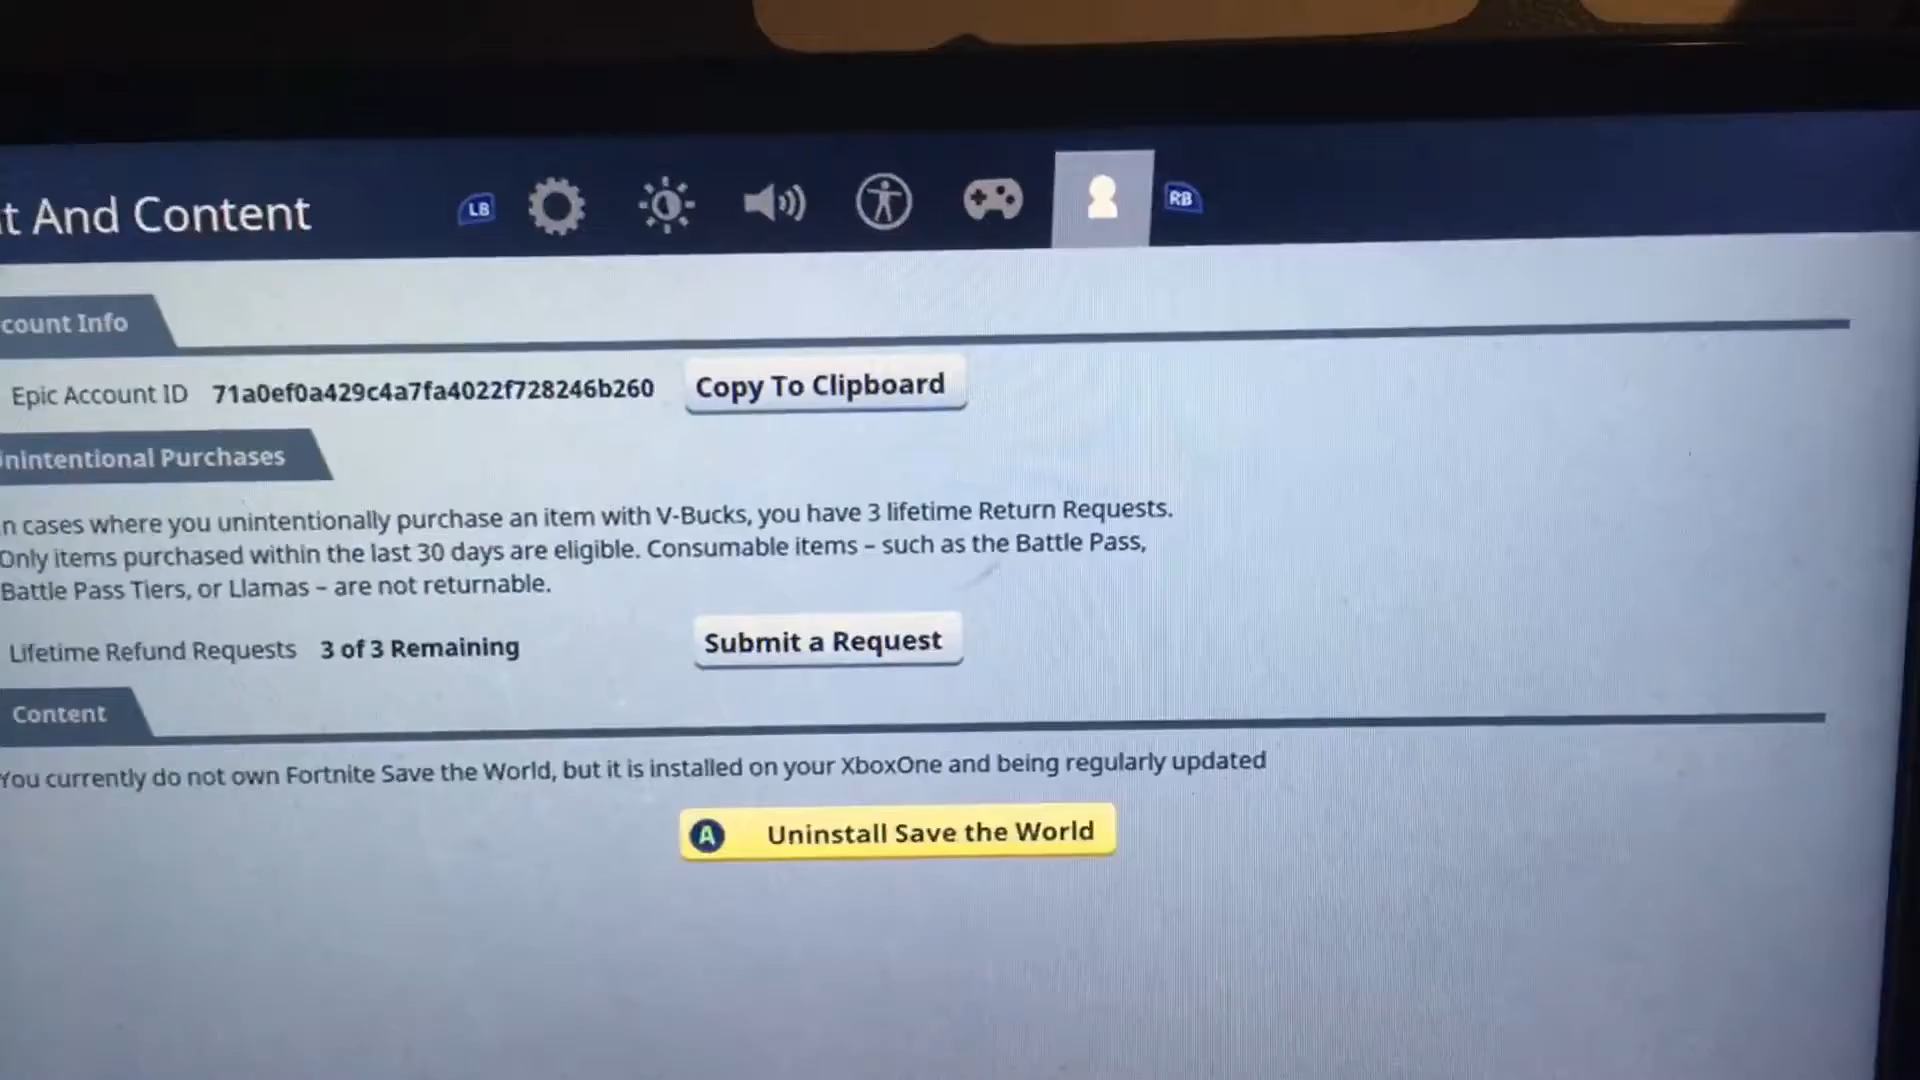 t And Content
LB
RB
count Info
Epic Account ID 71a0ef0a429c4a7fa4022f728246b260 Copy To Clipboard
nintentional Purchases
n cases where you unintentionally purchase an item with V-Bucks, you have 3 lifetime Return Requests.
Only items purchased within the last 30 days are eligible. Consumable items – such as the Battle Pass,
Battle Pass Tiers, or Llamas – are not returnable.
Lifetime Refund Requests 3 of 3 Remaining Submit a Request
Content
You currently do not own Fortnite Save the World, but it is installed on your XboxOne and being regularly updated
A Uninstall Save the World